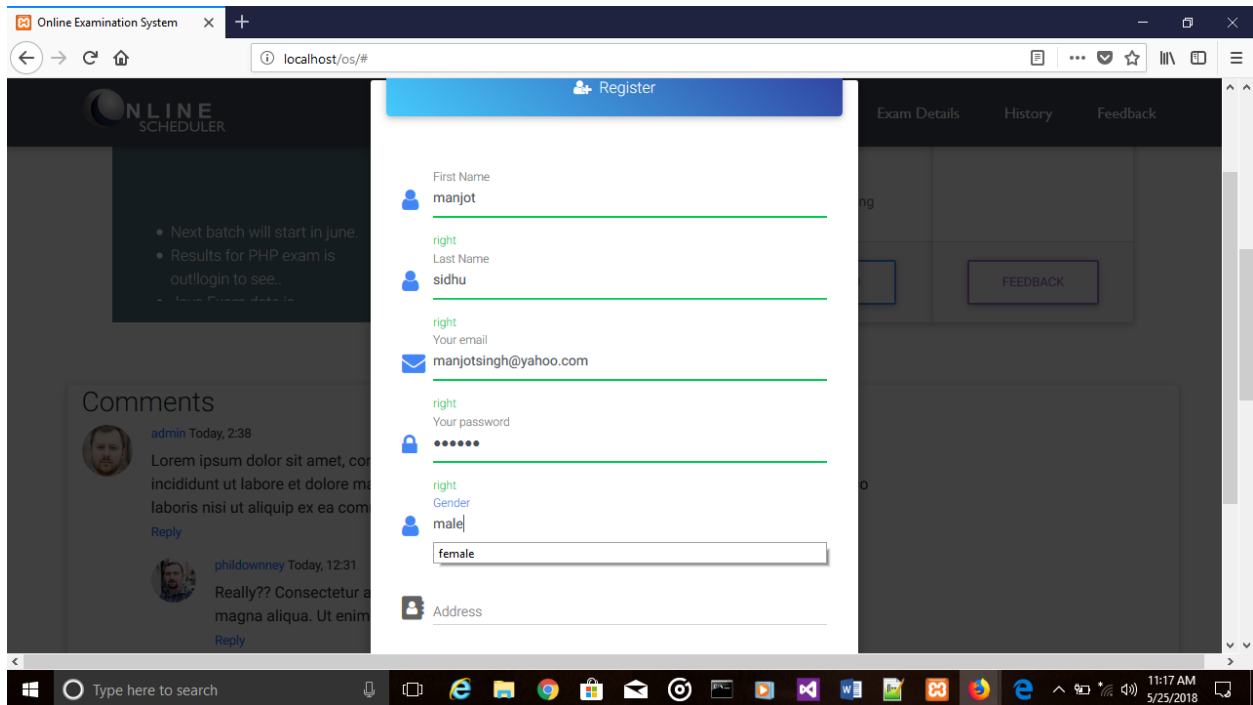 Online Examination System
localhost/os/#
NLINE
SCHEDULER
Register
Exam Details History Feedback
First Name
manjot
right
Last Name
sidhu
right
Your email
manjotsingh@yahoo.com
right
Your password
right
Gender
male
female
Address
Next batch will start in june.
Results for PHP exam is
out!login to see..
ng
FEEDBACK
Comments
admin Today, 2:38
Lorem ipsum dolor sit amet, con
incididunt ut labore et dolore ma
laboris nisi ut aliquip ex ea com
Reply
phildownney Today, 12:31
Really?? Consectetur a
magna aliqua. Ut enim
Reply
Type here to search
11:17 AM
5/25/2018